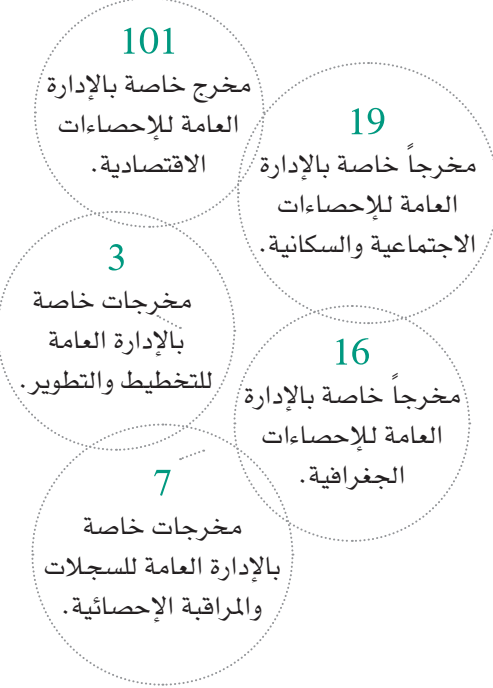 101
مخرج خاصة بالإدارة
العامة للإحصاءات
الاقتصادية.
19
مخرجاً خاصة بالإدارة
العامة للإحصاءات
الاجتماعية والسكانية.
3
مخرجات خاصة
بالإدارة العامة
للتخطيط والتطوير.
16
مخرجاً خاصة بالإدارة
العامة للإحصاءات
الجغرافية.
7
مخرجات خاصة
بالإدارة العامة للسجلات
والمراقبة الإحصائية.